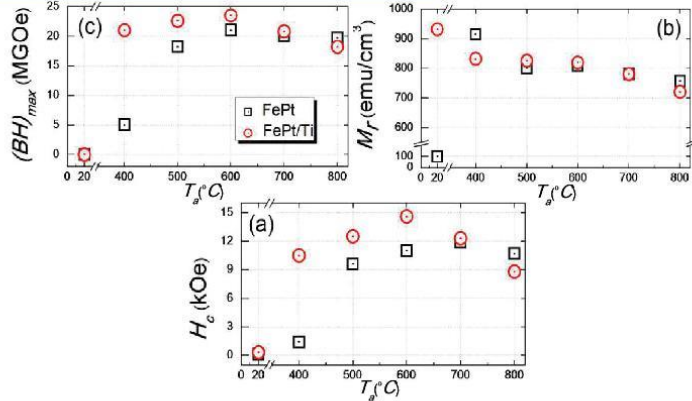 (c)
25
20
15
10
5
0
(BH)max (MGOe)
FePt
FePt/Ti
0 20 400 500 600 700 800
Ta(°C)
(b)
1000
900
800
700
600
100
0
Mr (emu/cm³)
0 20 400 500 600 700 800
Ta(°C)
(a)
15
12
9
6
3
0
Hc (kOe)
0 20 400 500 600 700 800
Ta(°C)